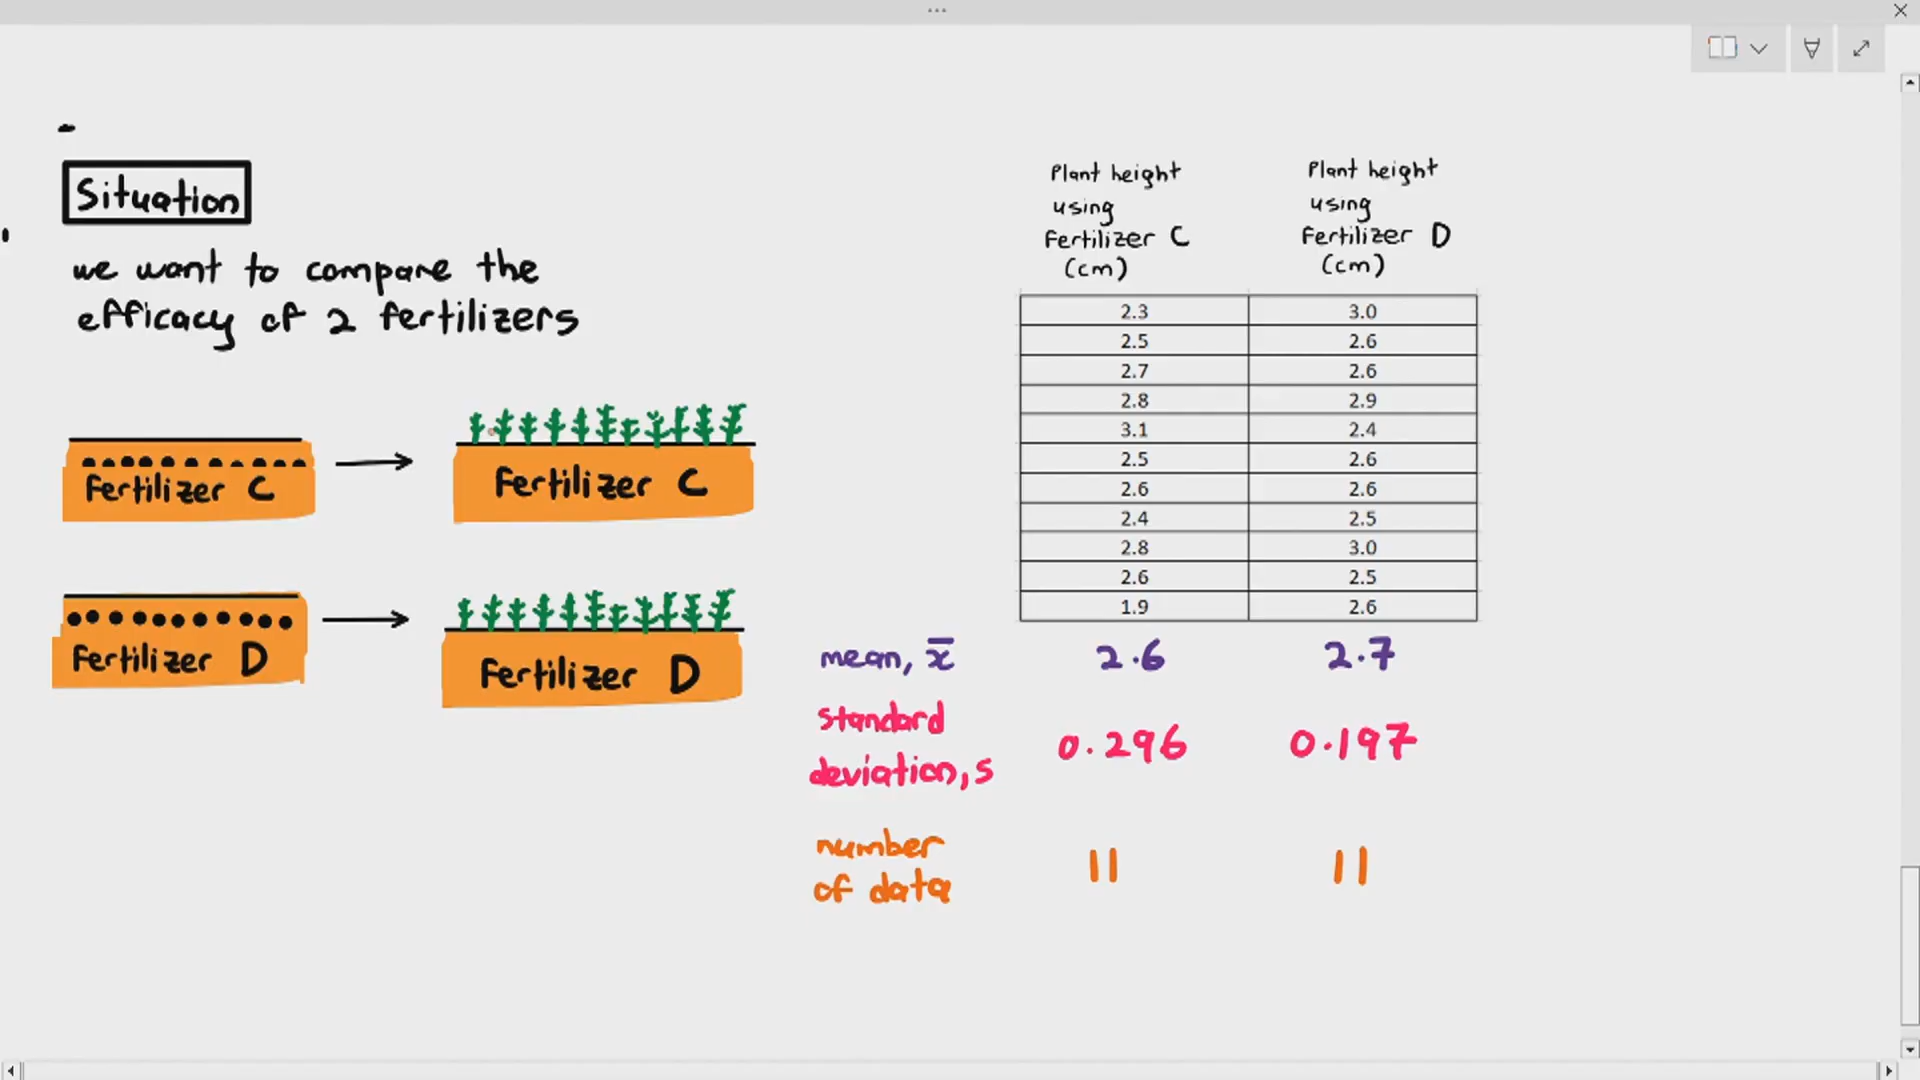 Situation
we want to compare the
efficacy of 2 fertilizers
Fertilizer C
Fertilizer C
Fertilizer D
Fertilizer D
Plant height
using
Fertilizer C
(cm)
Plant height
using
Fertilizer D
(cm)
2.3 3.0
2.5 2.6
2.7 2.6
2.8 2.9
3.1 2.4
2.5 2.6
2.6 2.6
2.4 2.5
2.8 3.0
2.6 2.5
1.9 2.6
mean, x̄ 2.6 2.7
standard
deviation, s 0.296 0.197
number
of data 11 11